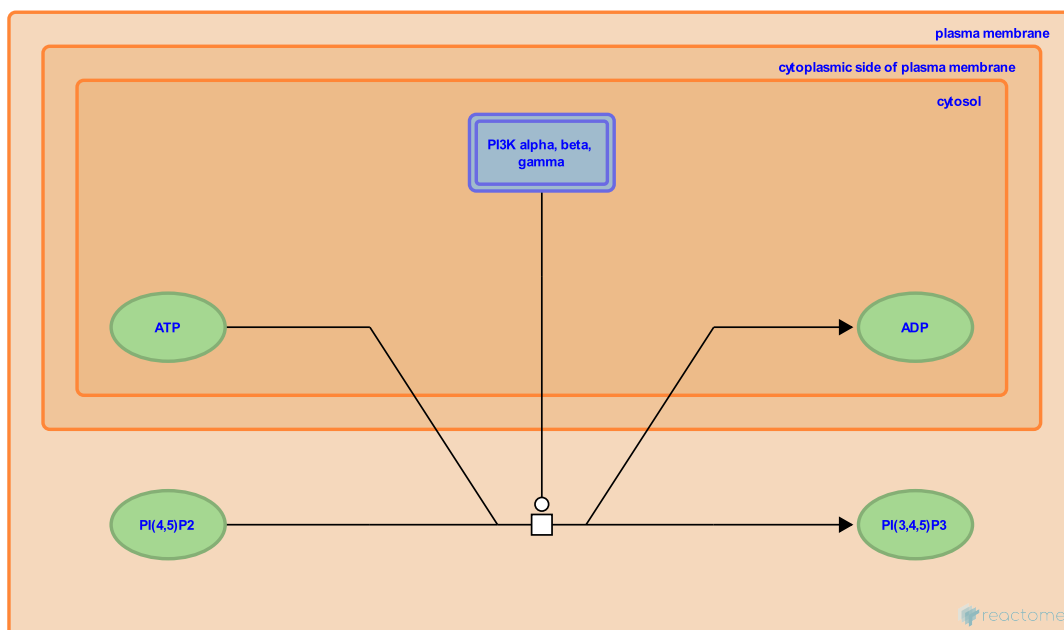 plasma membrane
cytoplasmic side of plasma membrane
cytosol
PI3K alpha, beta,
gamma
ATP
ADP
PI(4,5)P2
PI(3,4,5)P3
reactome